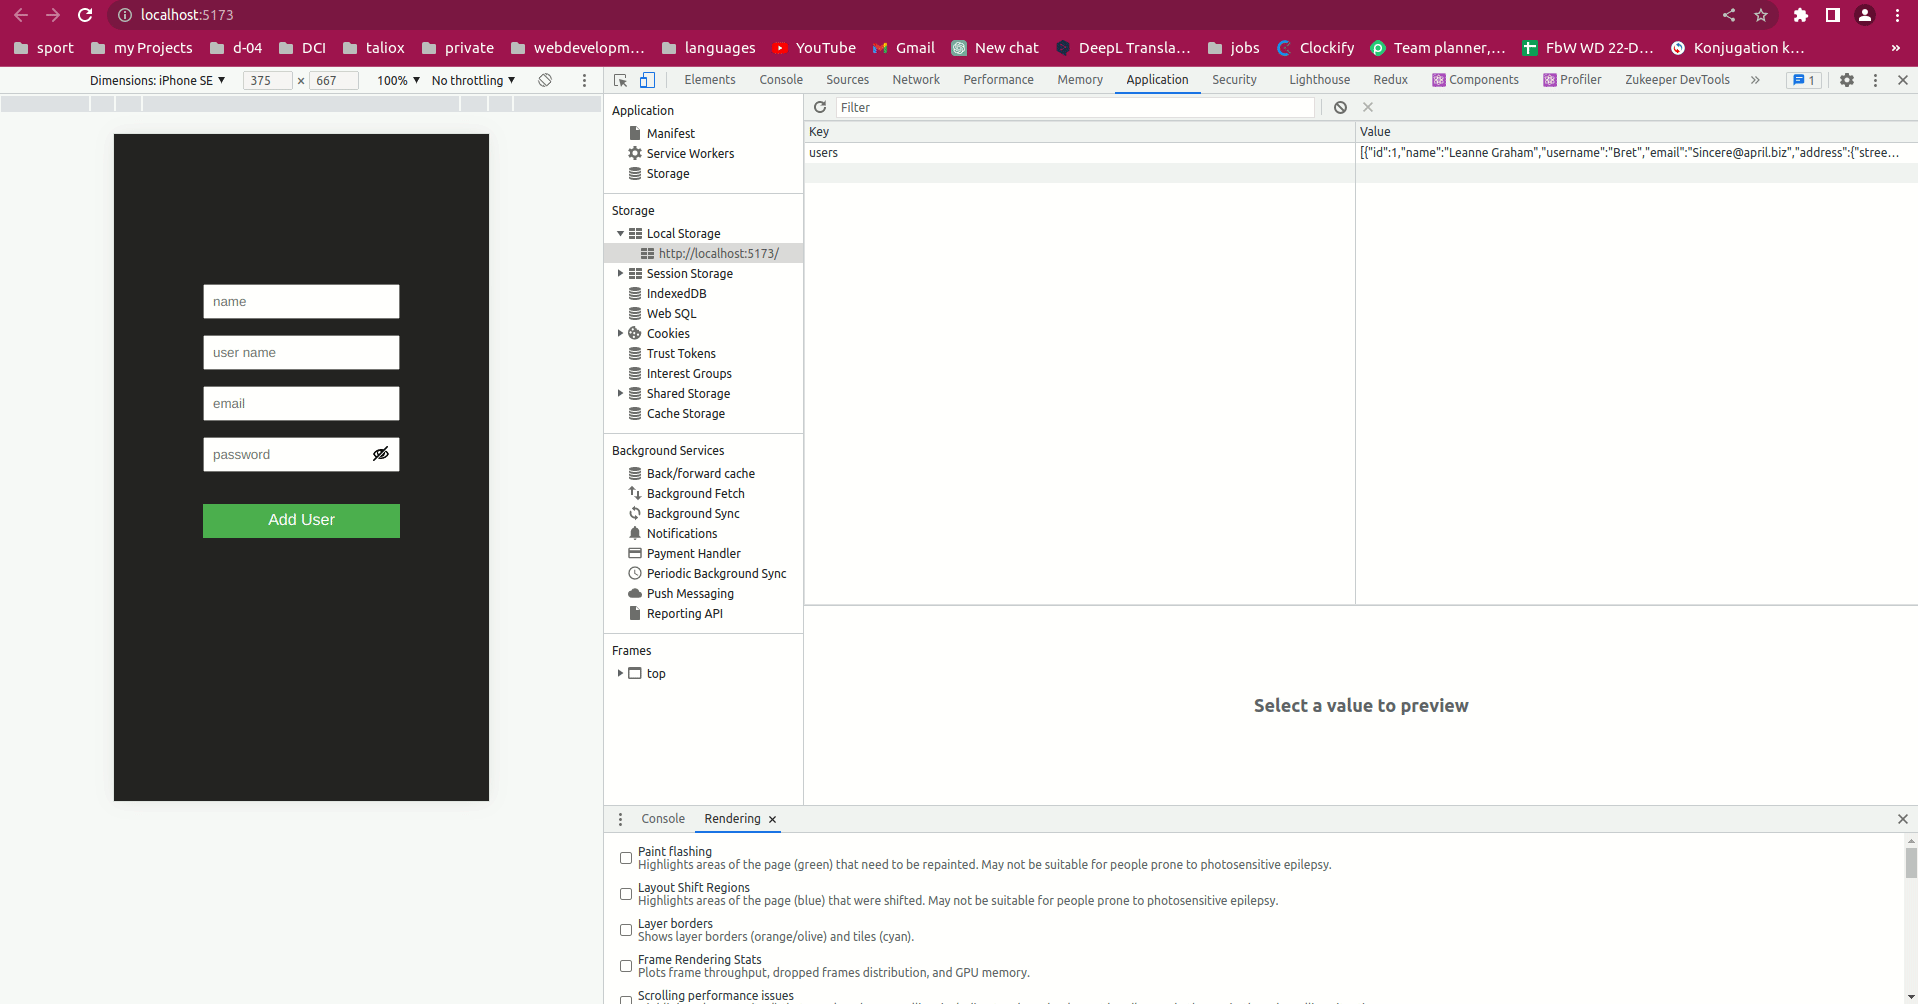 localhost:5173
sport
my Projects
d-04
DCI
taliox
private
webdevelopm...
languages
YouTube
Gmail
New chat
DeepL Transla...
jobs
Clockify
Team planner,...
FbW WD 22-D...
Konjugation k...
»
Dimensions: iPhone SE
375
×
667
100%
No throttling
Elements
Console
Sources
Network
Performance
Memory
Application
Security
Lighthouse
Redux
Components
Profiler
Zukeeper DevTools
»
1
name
user name
email
password
Add User
Application
Manifest
Service Workers
Storage
Storage
Local Storage
http://localhost:5173/
Session Storage
IndexedDB
Web SQL
Cookies
Trust Tokens
Interest Groups
Shared Storage
Cache Storage
Background Services
Back/forward cache
Background Fetch
Background Sync
Notifications
Payment Handler
Periodic Background Sync
Push Messaging
Reporting API
Frames
top
Filter
Key
Value
users
[{"id":1,"name":"Leanne Graham","username":"Bret","email":"Sincere@april.biz","address":{"stree...
Select a value to preview
Console
Rendering
Paint flashing
Highlights areas of the page (green) that need to be repainted. May not be suitable for people prone to photosensitive epilepsy.
Layout Shift Regions
Highlights areas of the page (blue) that were shifted. May not be suitable for people prone to photosensitive epilepsy.
Layer borders
Shows layer borders (orange/olive) and tiles (cyan).
Frame Rendering Stats
Plots frame throughput, dropped frames distribution, and GPU memory.
Scrolling performance issues